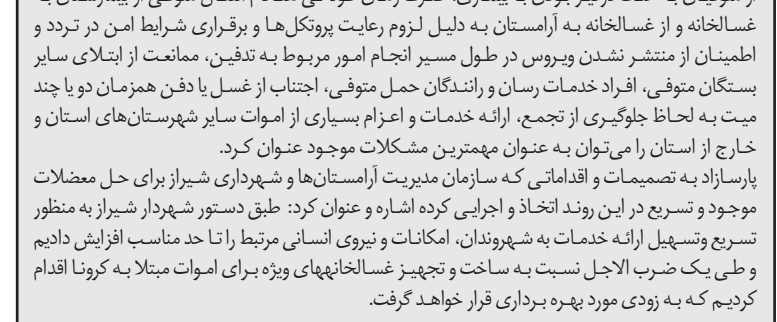 غسالخانه و از غسالخانه به آرامستان به دلیل لزوم رعایت پروتکل‌ها و برقراری شرایط امن در تردد و
اطمینان از منتشر نشدن ویروس در طول مسیر انجام امور مربوط به تدفین، ممانعت از ابتلای سایر
بستگان متوفی، افراد خدمات رسان و رانندگان حمل متوفی، اجتناب از غسل یا دفن همزمان دو یا چند
میت به لحاظ جلوگیری از تجمع، ارائه خدمات و اعزام بسیاری از اموات سایر شهرستان‌های استان و
خارج از استان را می‌توان به عنوان مهمترین مشکلات موجود عنوان کرد.
پارسازاد به تصمیمات و اقداماتی که سازمان مدیریت آرامستان‌ها و شهرداری شیراز برای حل معضلات
موجود و تسریع در این روند اتخاذ و اجرایی کرده اشاره و عنوان کرد: طبق دستور شهردار شیراز به منظور
تسریع وتسهیل ارائه خدمات به شهروندان، امکانات و نیروی انسانی مرتبط را تا حد مناسب افزایش دادیم
و طی یک ضرب الاجل نسبت به ساخت و تجهیز غسالخانههای ویژه برای اموات مبتلا به کرونا اقدام
کردیم که به زودی مورد بهره برداری قرار خواهد گرفت.